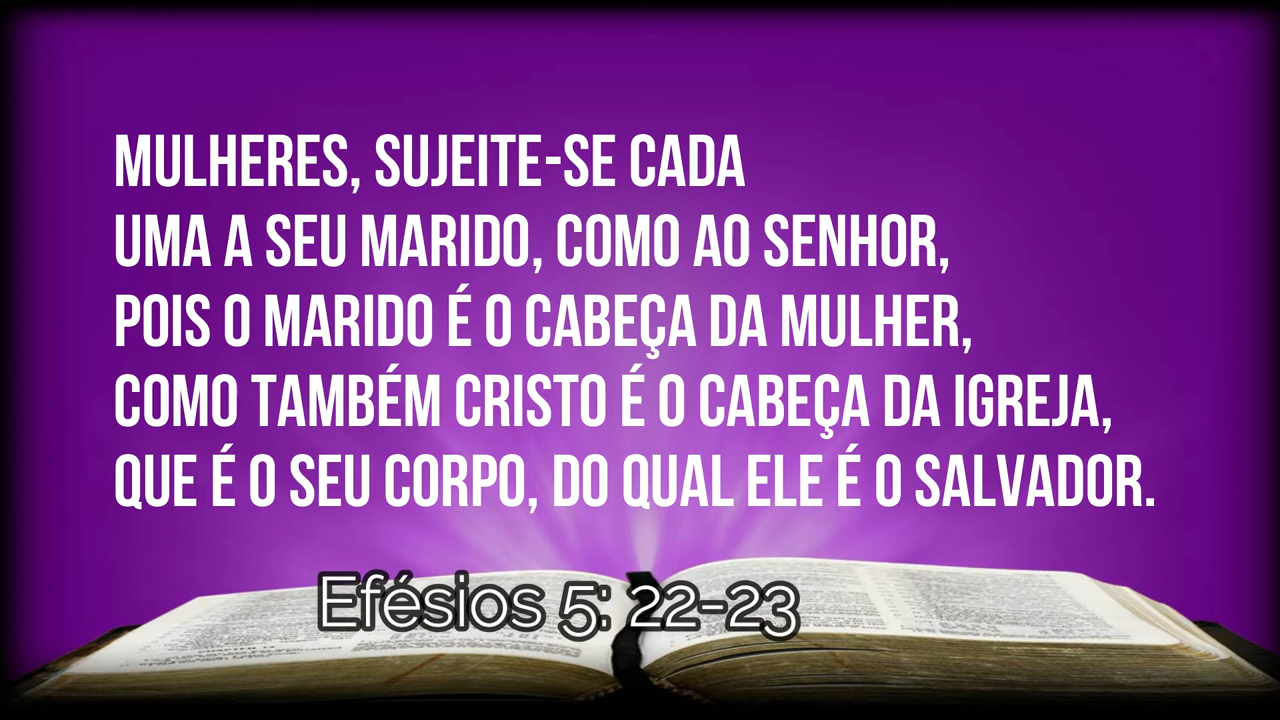 MULHERES, SUJEITE-SE CADA
UMA A SEU MARIDO, COMO AO SENHOR,
POIS O MARIDO É O CABEÇA DA MULHER,
COMO TAMBÉM CRISTO É O CABEÇA DA IGREJA,
QUE É O SEU CORPO, DO QUAL ELE É O SALVADOR.
Efésios 5: 22-23